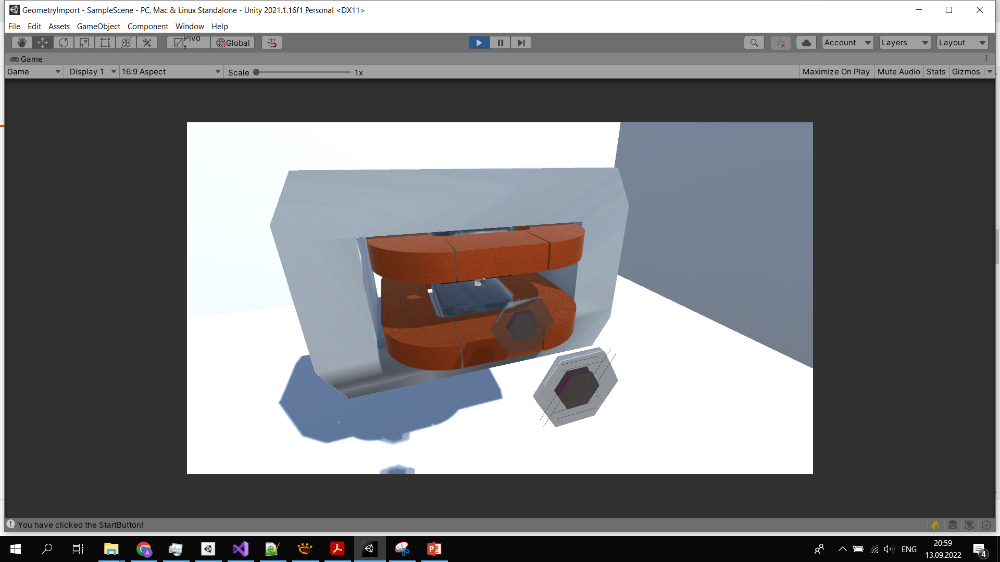 GeometryImport - SampleScene - PC, Mac & Linux Standalone - Unity 2021.1.16f1 Personal <DX11>
File Edit Assets GameObject Component Window Help
Pivot Global Account Layers Layout
Game
Game Display 1 16:9 Aspect Scale 1x Maximize On Play Mute Audio Stats Gizmos
You have clicked the StartButton!
ENG 20:59
13.09.2022 4